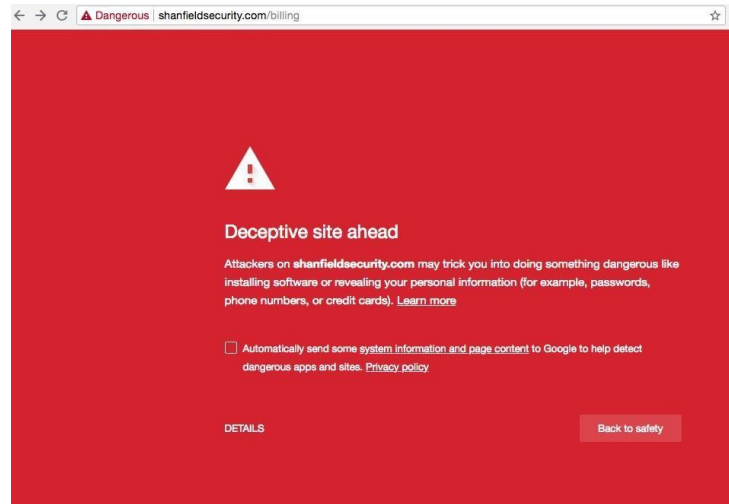 Dangerous shanfieldsecurity.com/billing
Deceptive site ahead
Attackers on shanfieldsecurity.com may trick you into doing something dangerous like
installing software or revealing your personal information (for example, passwords,
phone numbers, or credit cards). Learn more
Automatically send some system information and page content to Google to help detect
dangerous apps and sites. Privacy policy
DETAILS
Back to safety